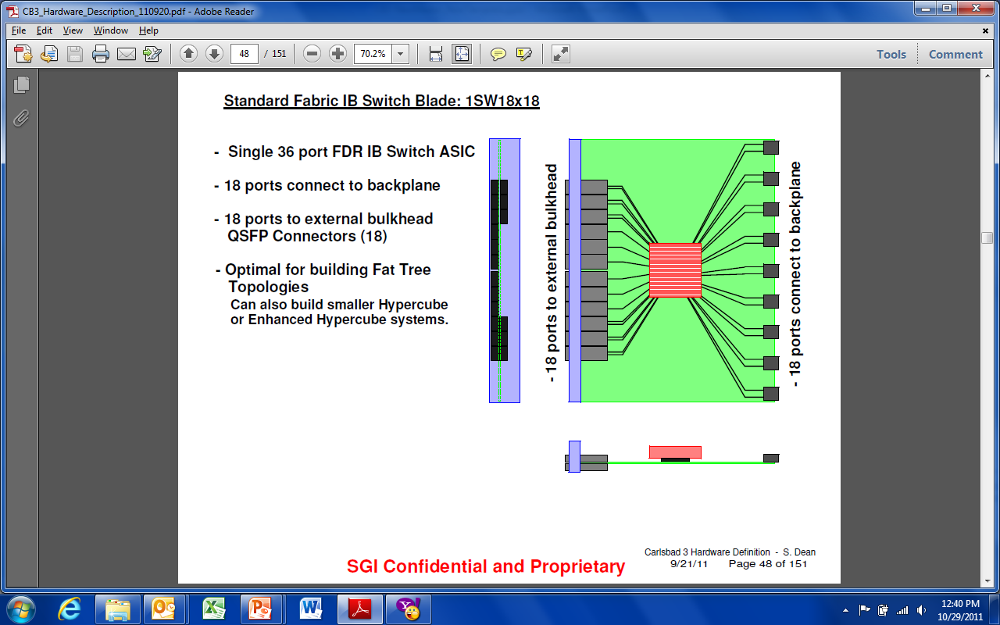 CB3_Hardware_Description_110920.pdf - Adobe Reader
File Edit View Window Help
48 / 151 70.2% Tools Comment
Standard Fabric IB Switch Blade: 1SW18x18
- Single 36 port FDR IB Switch ASIC
- 18 ports connect to backplane
- 18 ports to external bulkhead
QSFP Connectors (18)
- Optimal for building Fat Tree
Topologies
Can also build smaller Hypercube
or Enhanced Hypercube systems.
- 18 ports to external bulkhead
- 18 ports connect to backplane
SGI Confidential and Proprietary
Carlsbad 3 Hardware Definition - S. Dean
9/21/11 Page 48 of 151
12:40 PM
10/29/2011